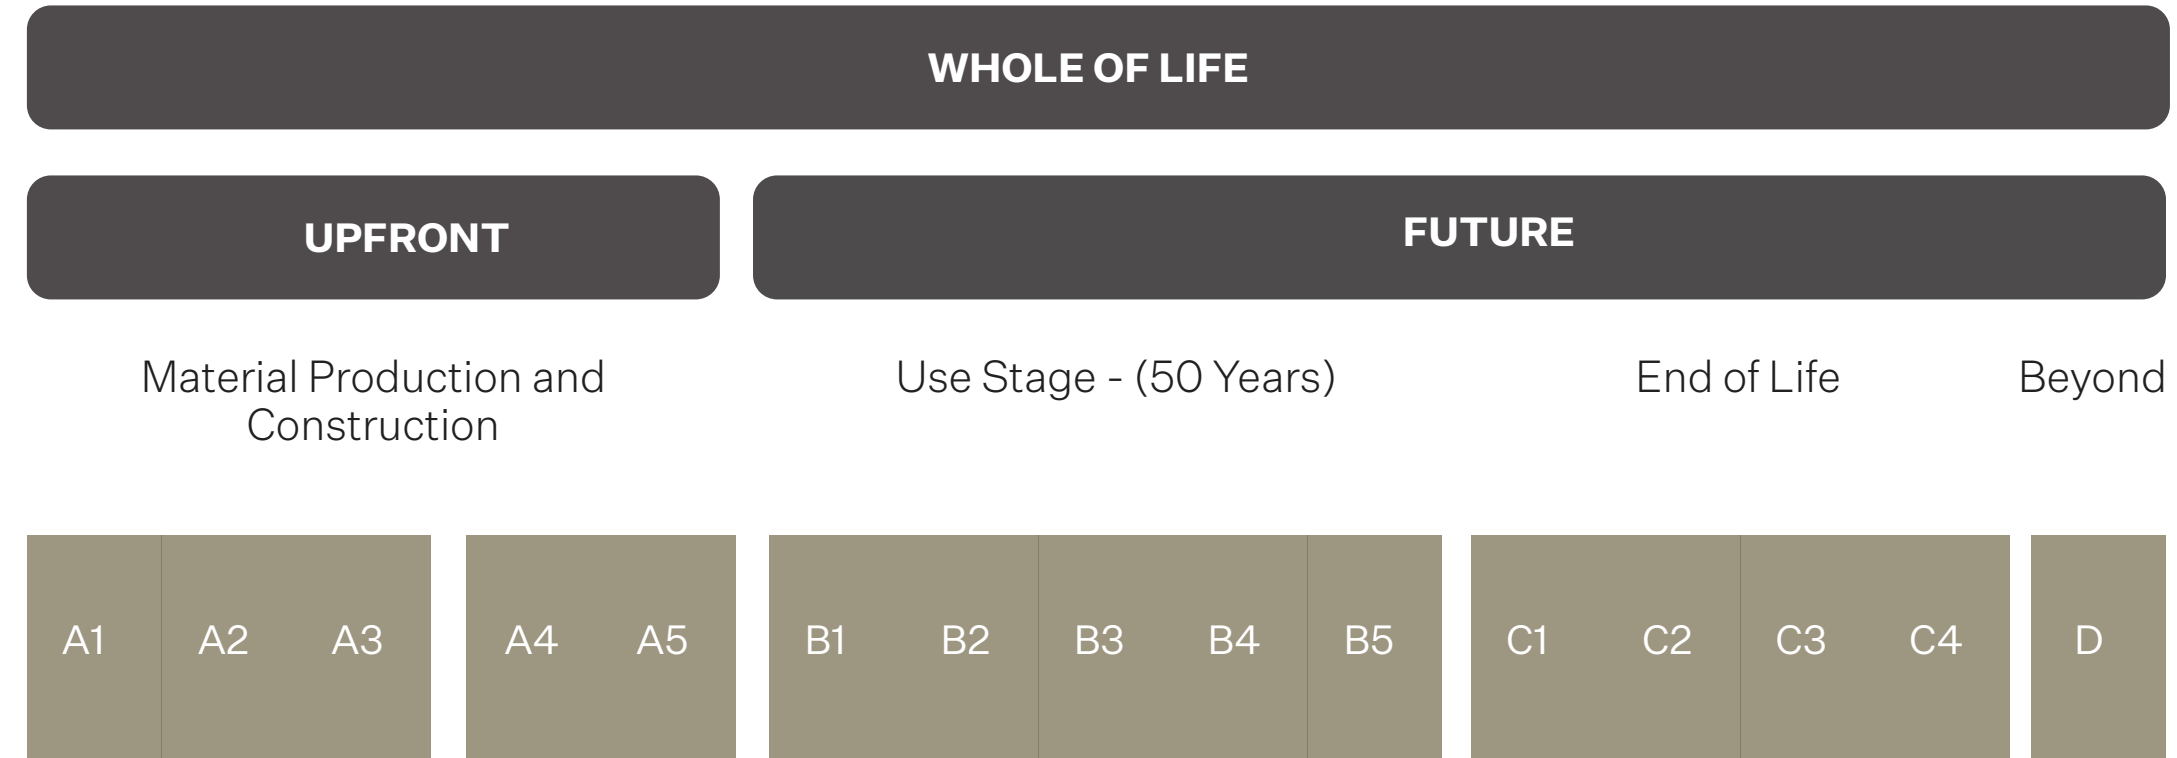 WHOLE OF LIFE
UPFRONT
FUTURE
Material Production and
Construction
Use Stage - (50 Years)
End of Life
Beyond
A1 A2 A3 A4 A5 B1 B2 B3 B4 B5 C1 C2 C3 C4 D